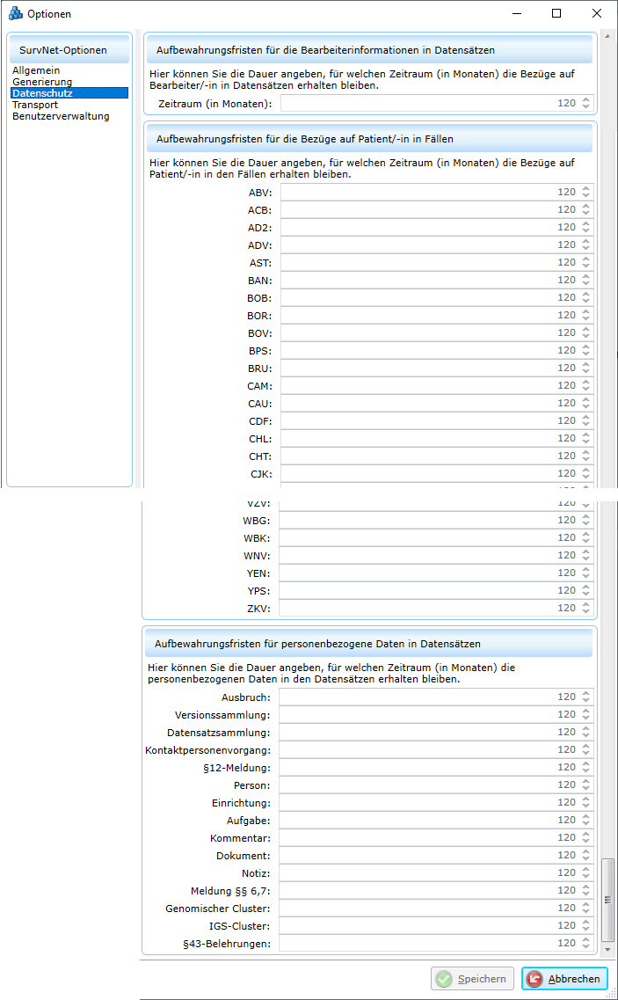 Optionen
SurvNet-Optionen
Allgemein
Generierung
Datenschutz
Transport
Benutzerverwaltung
Aufbewahrungsfristen für die Bearbeiterinformationen in Datensätzen
Hier können Sie die Dauer angeben, für welchen Zeitraum (in Monaten) die Bezüge auf
Bearbeiter/-in in Datensätzen erhalten bleiben.
Zeitraum (in Monaten): 120
Aufbewahrungsfristen für die Bezüge auf Patient/-in in Fällen
Hier können Sie die Dauer angeben, für welchen Zeitraum (in Monaten) die Bezüge auf
Patient/-in in den Fällen erhalten bleiben.
ABV: 120
ACB: 120
AD2: 120
ADV: 120
AST: 120
BAN: 120
BOB: 120
BOR: 120
BOV: 120
BPS: 120
BRU: 120
CAM: 120
CAU: 120
CDF: 120
CHL: 120
CHT: 120
CJK: 120
VZV: 120
WBG: 120
WBK: 120
WNV: 120
YEN: 120
YPS: 120
ZKV: 120
Aufbewahrungsfristen für personenbezogene Daten in Datensätzen
Hier können Sie die Dauer angeben, für welchen Zeitraum (in Monaten) die
personenbezogenen Daten in den Datensätzen erhalten bleiben.
Ausbruch: 120
Versionssammlung: 120
Datensatzsammlung: 120
Kontaktpersonenvorgang: 120
§12-Meldung: 120
Person: 120
Einrichtung: 120
Aufgabe: 120
Kommentar: 120
Dokument: 120
Notiz: 120
Meldung §§ 6,7: 120
Genomischer Cluster: 120
IGS-Cluster: 120
§43-Belehrungen: 120
Speichern
Abbrechen